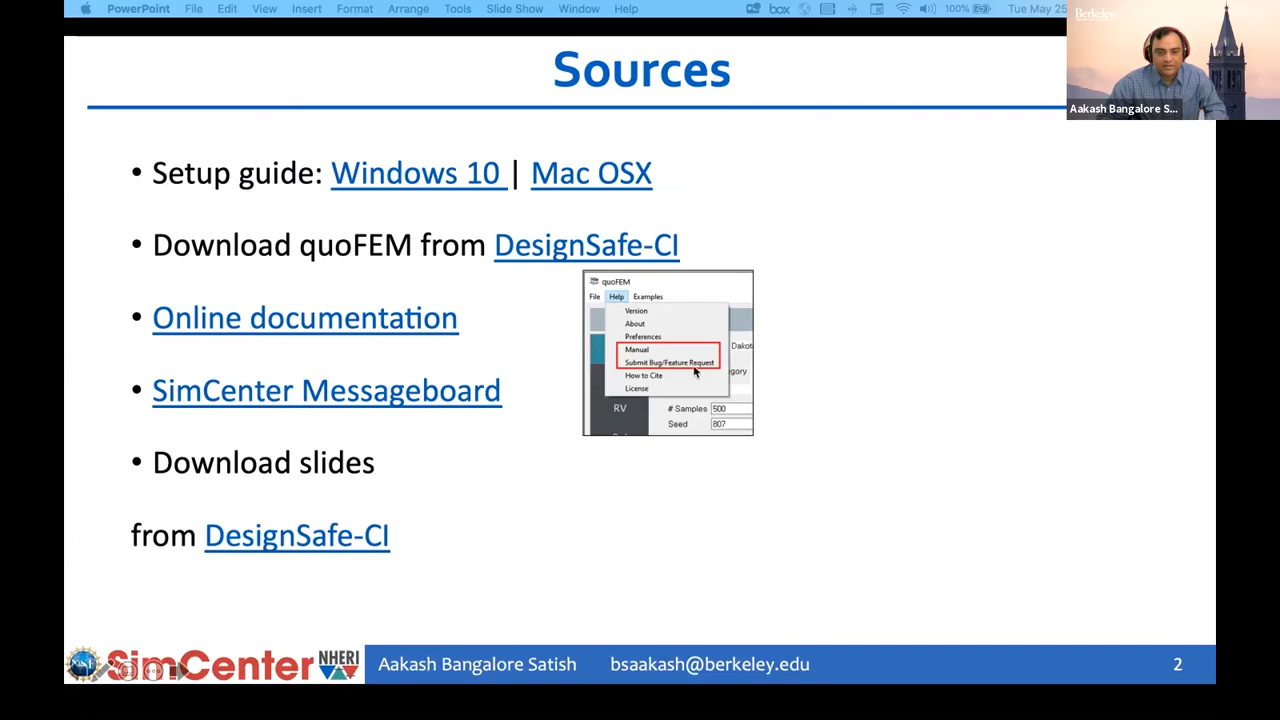 PowerPoint File Edit View Insert Format Arrange Tools Slide Show Window Help box 100% Tue May 25
Berkeley
Aakash Bangalore S...
Sources
• Setup guide: Windows 10 | Mac OSX
• Download quoFEM from DesignSafe-CI
quoFEM
File Help Examples
Version
About
Preferences
Manual
Submit Bug/Feature Request
How to Cite
License
Dakot
egory
RV
# Samples 500
Seed 807
• Online documentation
• SimCenter Messageboard
• Download slides
from DesignSafe-CI
NSF SimCenter NHERI Aakash Bangalore Satish bsaakash@berkeley.edu 2